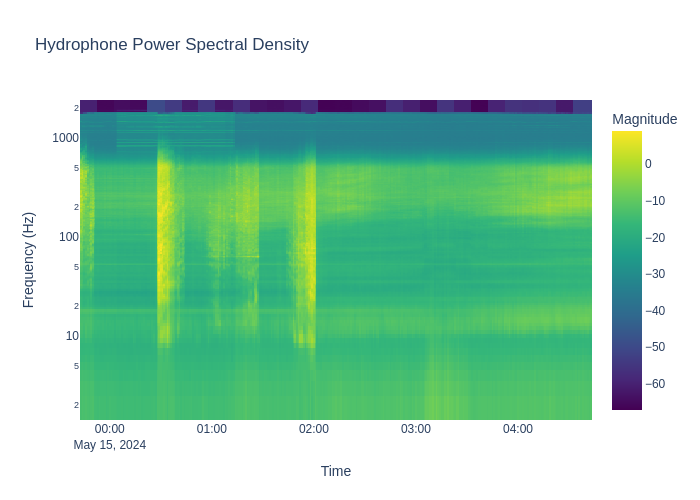 Hydrophone Power Spectral Density
Magnitude
0
−10
−20
−30
−40
−50
−60
Frequency (Hz)
2
1000
5
2
100
5
2
10
5
2
00:00 01:00 02:00 03:00 04:00
May 15, 2024
Time